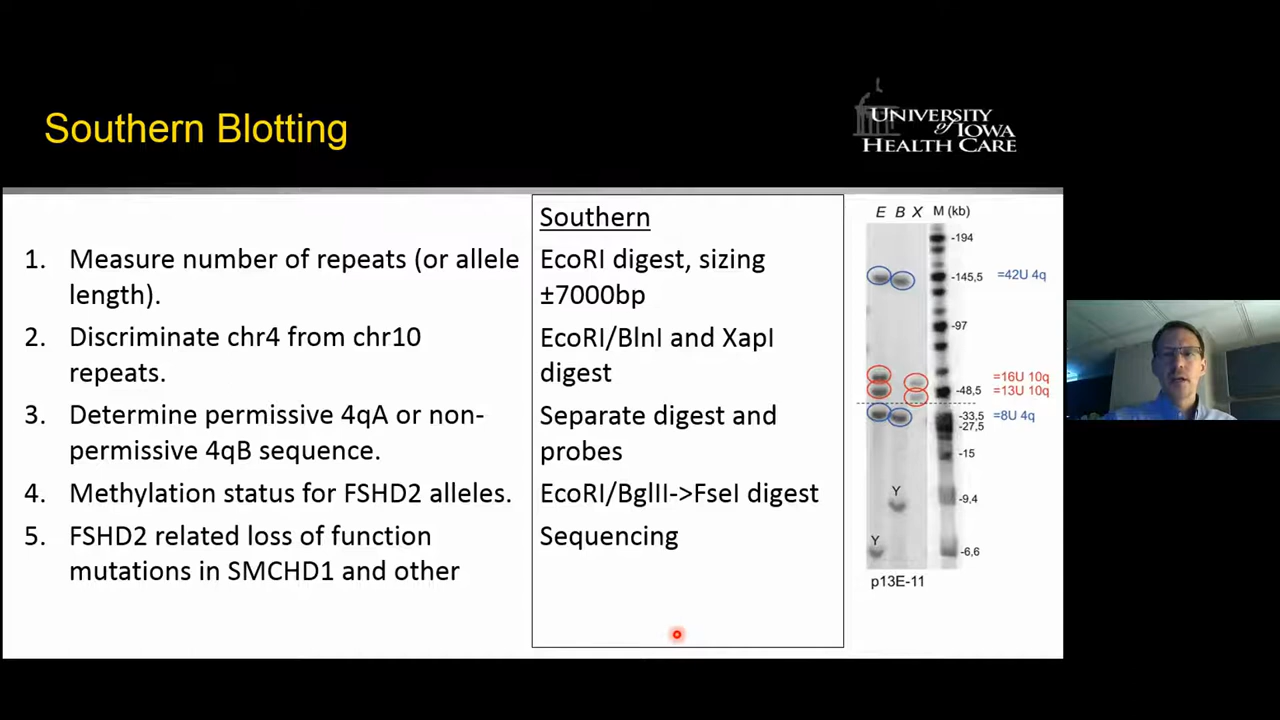 Southern Blotting
UNIVERSITY
of IOWA
HEALTH CARE
1. Measure number of repeats (or allele
length).
2. Discriminate chr4 from chr10
repeats.
3. Determine permissive 4qA or non-
permissive 4qB sequence.
4. Methylation status for FSHD2 alleles.
5. FSHD2 related loss of function
mutations in SMCHD1 and other
Southern
EcoRI digest, sizing
±7000bp
EcoRI/BlnI and XapI
digest
Separate digest and
probes
EcoRI/BglII->FseI digest
Sequencing
E B X M (kb)
-194
-145,5 =42U 4q
-97
=16U 10q
-48,5 =13U 10q
-33,5 =8U 4q
-27,5
-15
Y
-9,4
Y
-6,6
p13E-11